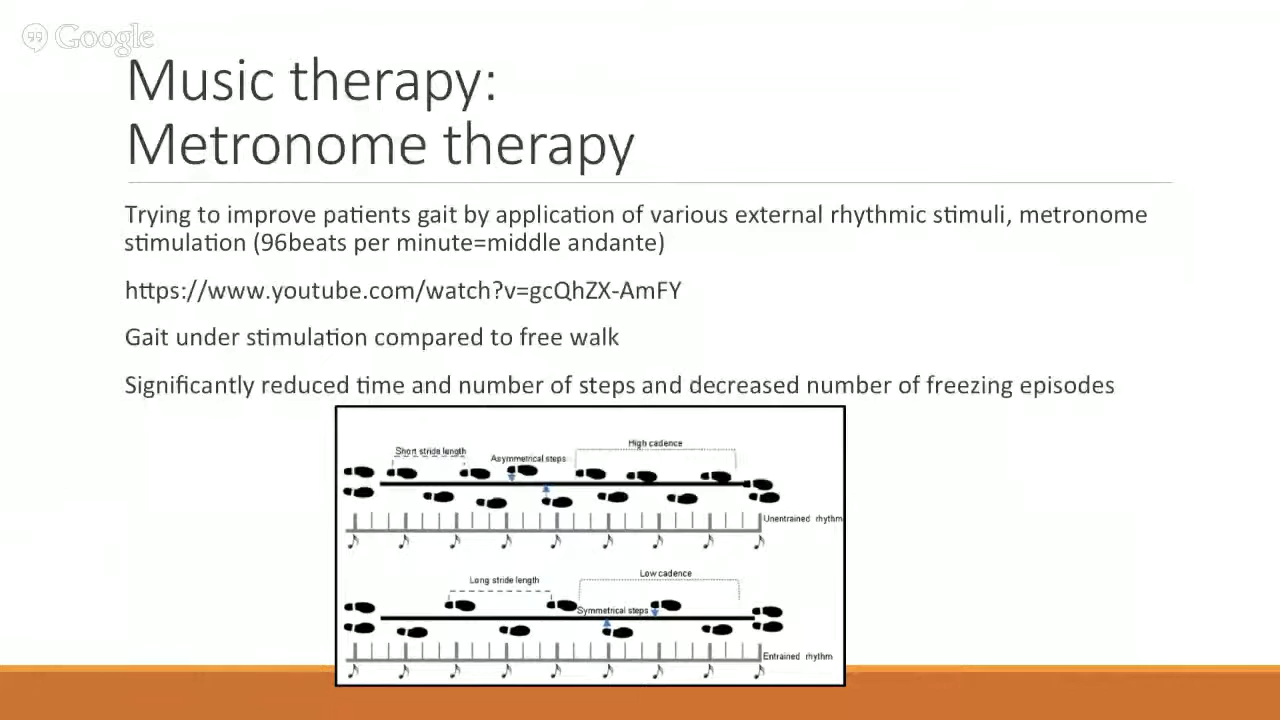 Google
Music therapy:
Metronome therapy
Trying to improve patients gait by application of various external rhythmic stimuli, metronome
stimulation (96beats per minute=middle andante)
https://www.youtube.com/watch?v=gcQhZX-AmFY
Gait under stimulation compared to free walk
Significantly reduced time and number of steps and decreased number of freezing episodes
High cadence
Short stride length
Asymmetrical steps
Unentrained rhythm
Low cadence
Long stride length
Symmetrical steps
Entrained rhythm